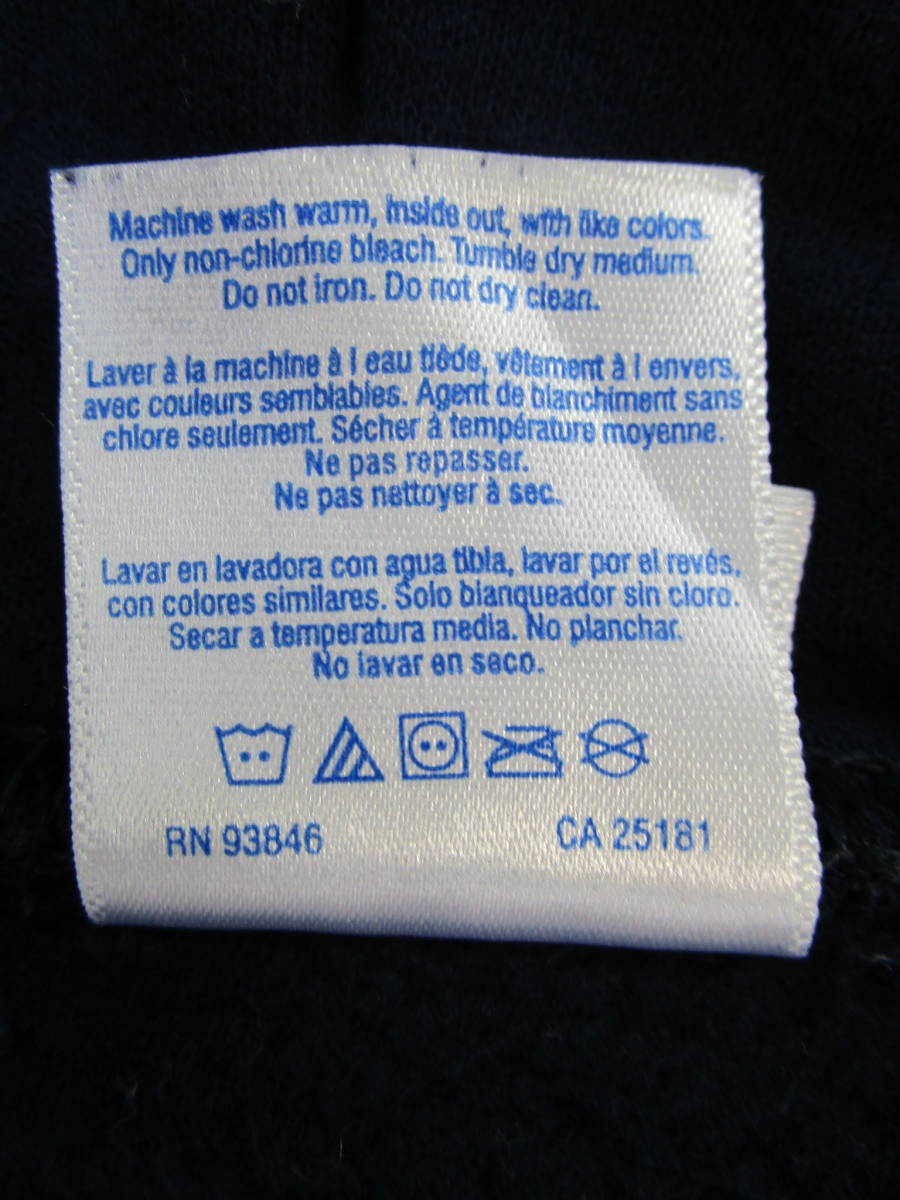 Machine wash warm, inside out, with like colors.
Only non-chlorine bleach. Tumble dry medium.
Do not iron. Do not dry clean.
Laver à la machine à l eau tiède, vêtement à l envers,
avec couleurs semblables. Agent de blanchiment sans
chlore seulement. Sécher à température moyenne.
Ne pas repasser.
Ne pas nettoyer à sec.
Lavar en lavadora con agua tibia, lavar por el revés,
con colores similares. Solo blanqueador sin cloro.
Secar a temperatura media. No planchar.
No lavar en seco.
RN 93846 CA 25181